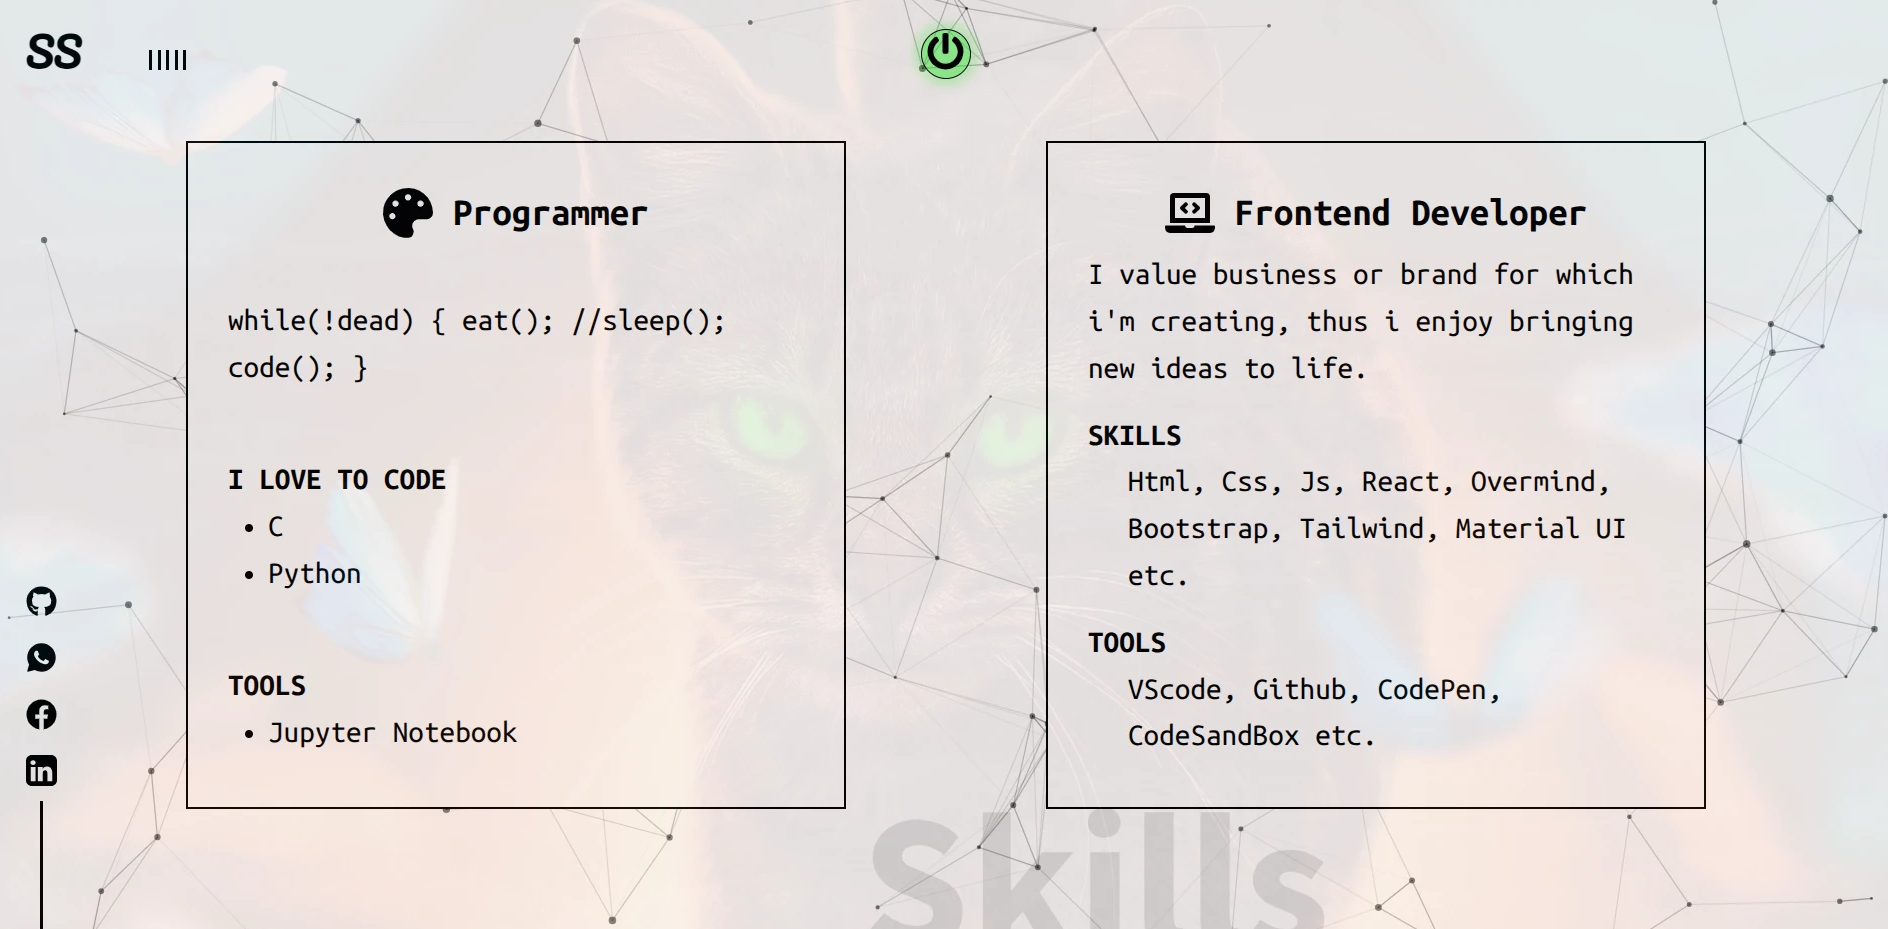 SS
Programmer
while(!dead) { eat(); //sleep();
code(); }
I LOVE TO CODE
C
Python
TOOLS
Jupyter Notebook
Frontend Developer
I value business or brand for which
i'm creating, thus i enjoy bringing
new ideas to life.
SKILLS
Html, Css, Js, React, Overmind,
Bootstrap, Tailwind, Material UI
etc.
TOOLS
VScode, Github, CodePen,
CodeSandBox etc.
in
Skills